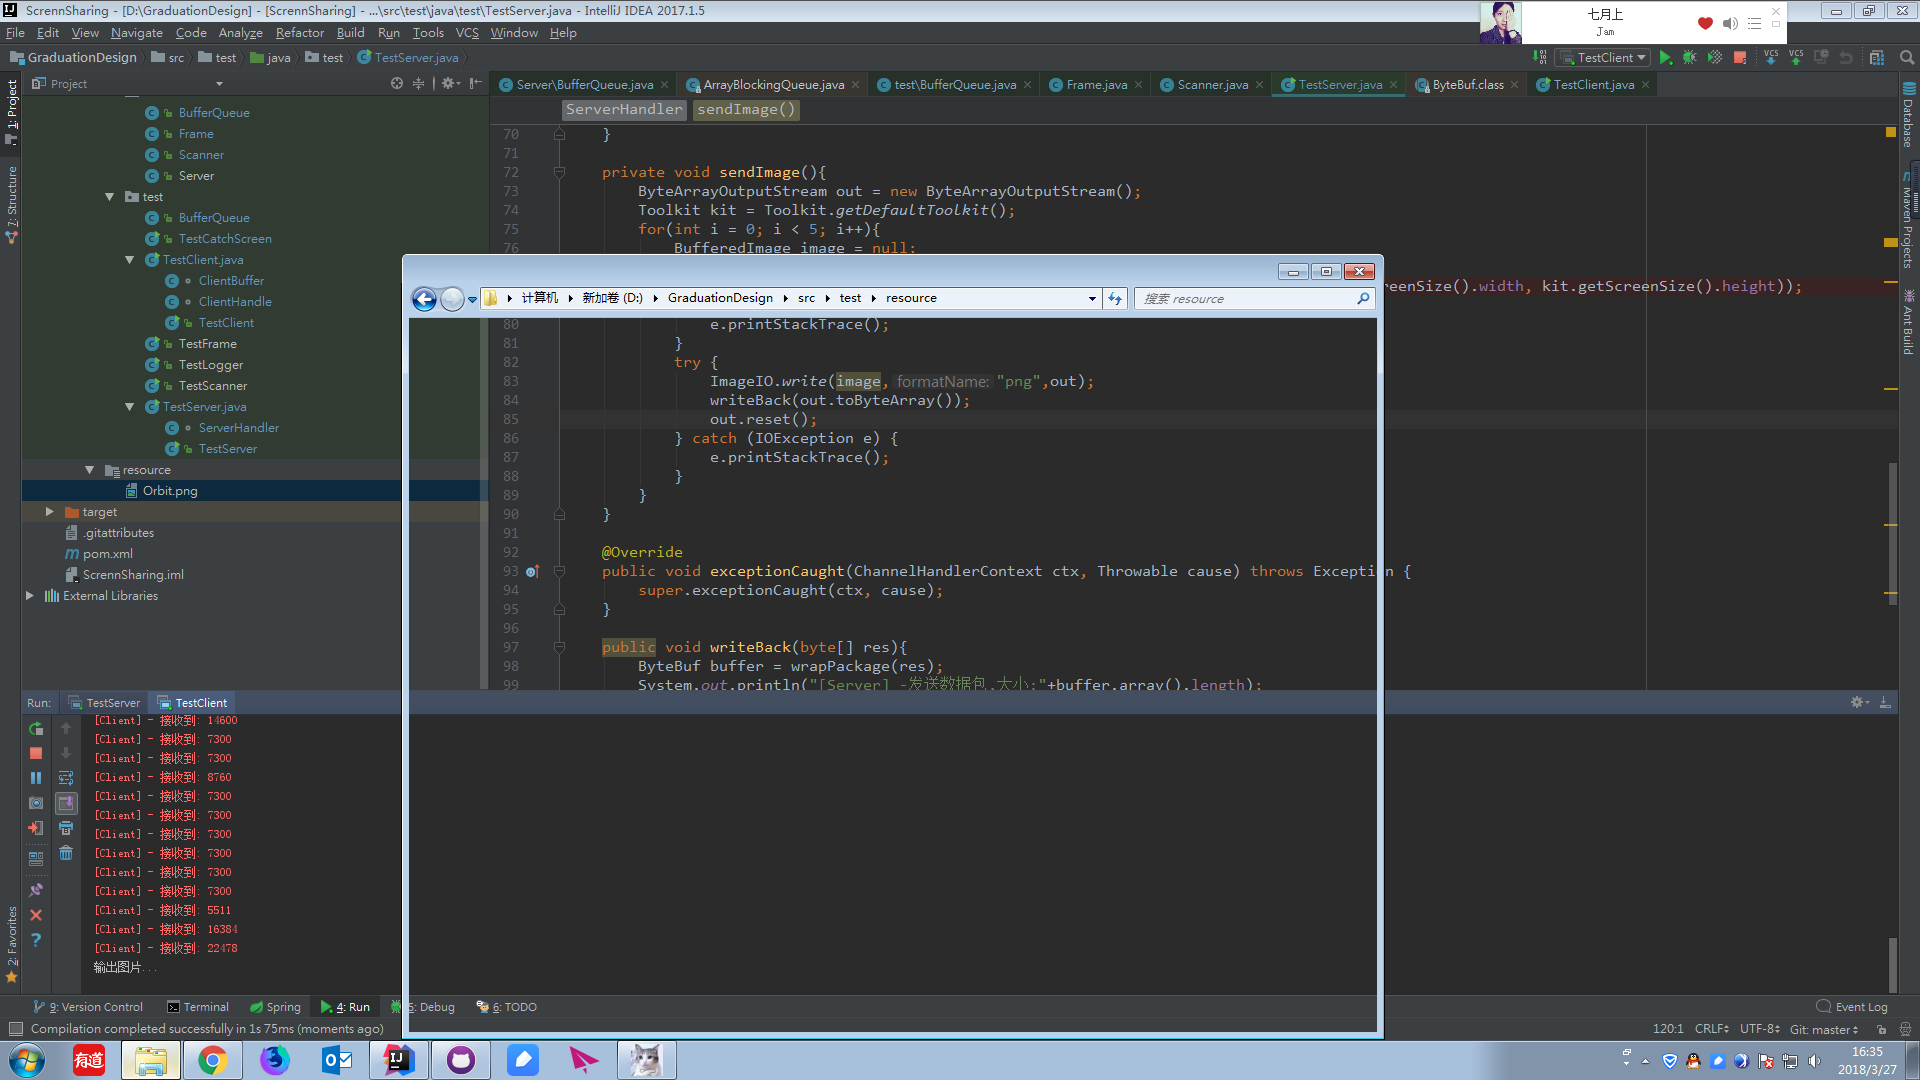 ScrennSharing - [D:\GraduationDesign] - [ScrennSharing] - ...\src\test\java\test\TestServer.java - IntelliJ IDEA 2017.1.5
七月上
Jam
File Edit View Navigate Code Analyze Refactor Build Run Tools VCS Window Help
GraduationDesign src test java test TestServer.java
TestClient
VCS VCS
Project
Server\BufferQueue.java ArrayBlockingQueue.java test\BufferQueue.java Frame.java Scanner.java TestServer.java ByteBuf.class TestClient.java
ServerHandler sendImage()
1: Project
7: Structure
2: Favorites
Database
Maven Projects
Ant Build
BufferQueue
Frame
Scanner
Server
test
BufferQueue
TestCatchScreen
TestClient.java
ClientBuffer
ClientHandle
TestClient
TestFrame
TestLogger
TestScanner
TestServer.java
ServerHandler
TestServer
resource
Orbit.png
target
.gitattributes
pom.xml
ScrennSharing.iml
External Libraries
70 }
71
72 private void sendImage(){
73 ByteArrayOutputStream out = new ByteArrayOutputStream();
74 Toolkit kit = Toolkit.getDefaultToolkit();
75 for(int i = 0; i < 5; i++){
76 BufferedImage image = null;
reenSize().width, kit.getScreenSize().height));
计算机 新加卷 (D:) GraduationDesign src test resource
搜索 resource
80 e.printStackTrace();
81 }
82 try {
83 ImageIO.write(image, formatName: "png",out);
84 writeBack(out.toByteArray());
85 out.reset();
86 } catch (IOException e) {
87 e.printStackTrace();
88 }
89 }
90 }
91
92 @Override
93 public void exceptionCaught(ChannelHandlerContext ctx, Throwable cause) throws Exception {
94 super.exceptionCaught(ctx, cause);
95 }
96
97 public void writeBack(byte[] res){
98 ByteBuf buffer = wrapPackage(res);
99 System.out.println("[Server] -发送数据包,大小:"+buffer.array().length);
Run: TestServer TestClient
[Client] - 接收到: 14600
[Client] - 接收到: 7300
[Client] - 接收到: 7300
[Client] - 接收到: 8760
[Client] - 接收到: 7300
[Client] - 接收到: 7300
[Client] - 接收到: 7300
[Client] - 接收到: 7300
[Client] - 接收到: 7300
[Client] - 接收到: 7300
[Client] - 接收到: 5511
[Client] - 接收到: 16384
[Client] - 接收到: 22478
输出图片...
9: Version Control Terminal Spring 4: Run 5: Debug 6: TODO Event Log
Compilation completed successfully in 1s 75ms (moments ago) 120:1 CRLF UTF-8 Git: master
有道
IJ
16:35
2018/3/27